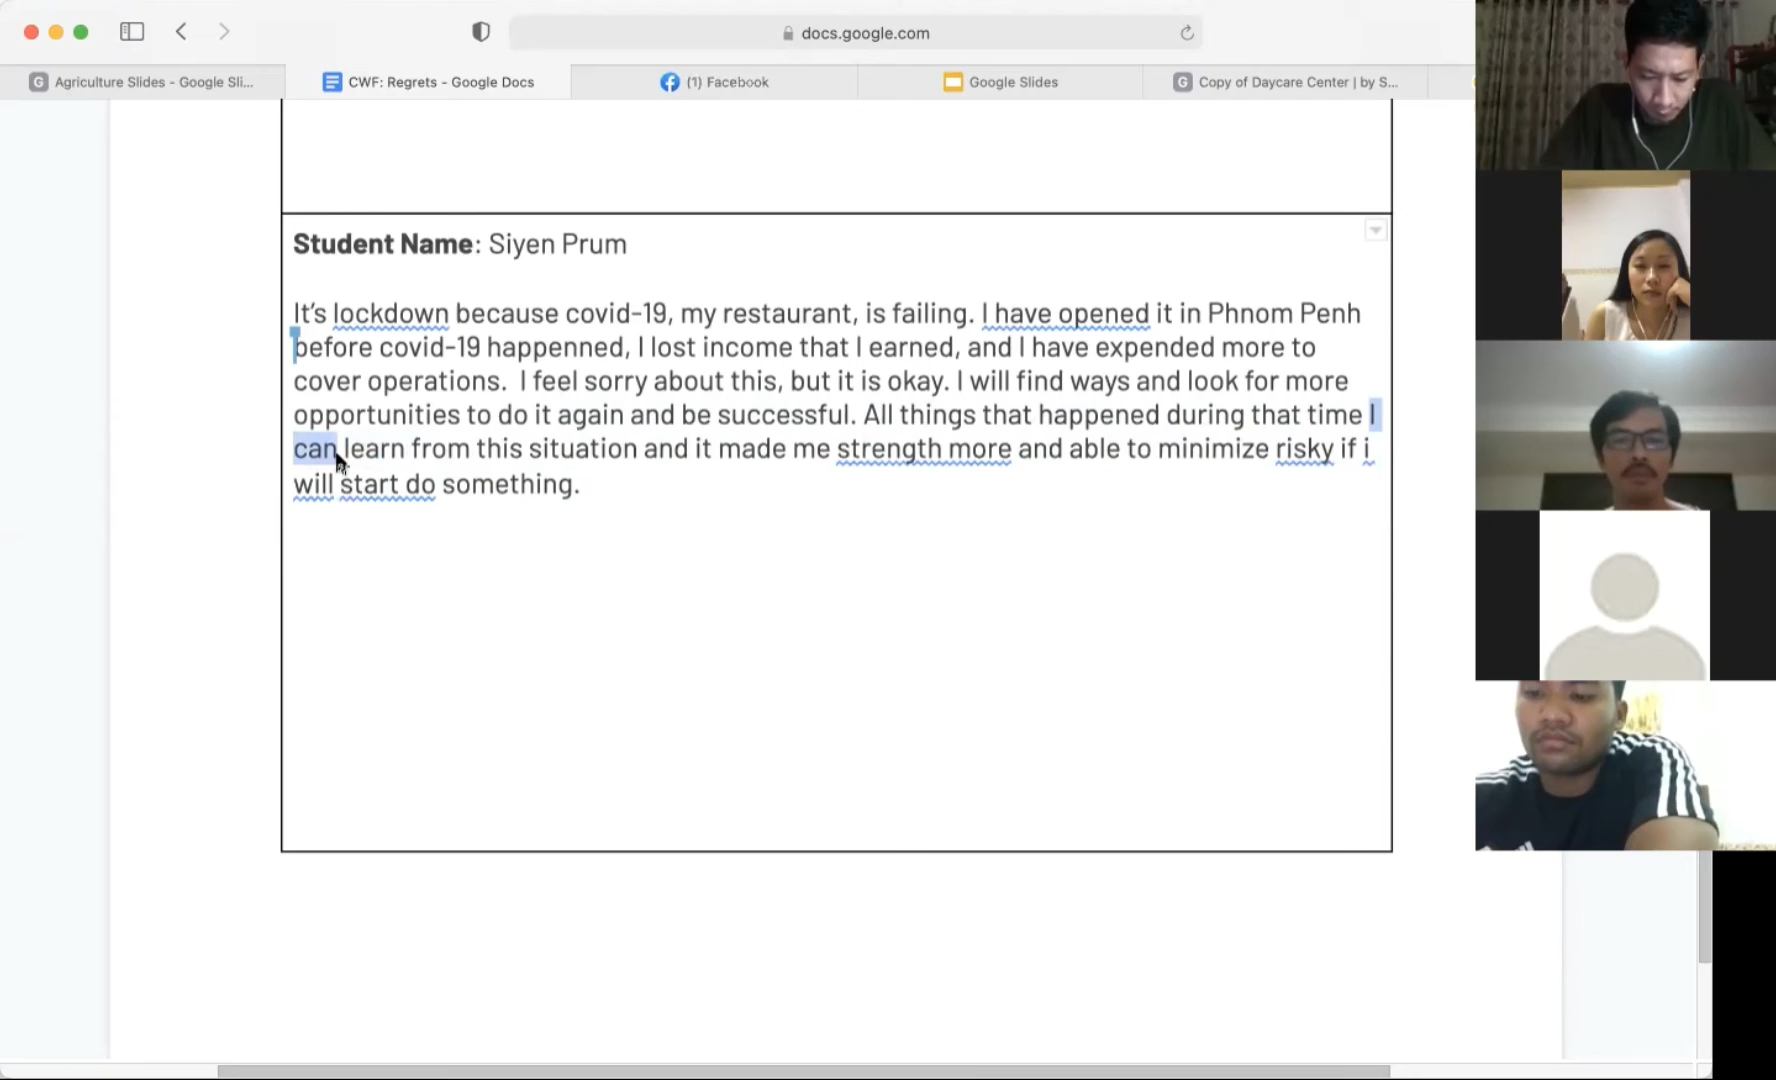 docs.google.com
Agriculture Slides - Google Sli...
CWF: Regrets - Google Docs
(1) Facebook
Google Slides
Copy of Daycare Center | by S...
Student Name: Siyen Prum
It's lockdown because covid-19, my restaurant, is failing. I have opened it in Phnom Penh
before covid-19 happenned, I lost income that I earned, and I have expended more to
cover operations. I feel sorry about this, but it is okay. I will find ways and look for more
opportunities to do it again and be successful. All things that happened during that time I
can learn from this situation and it made me strength more and able to minimize risky if i
will start do something.